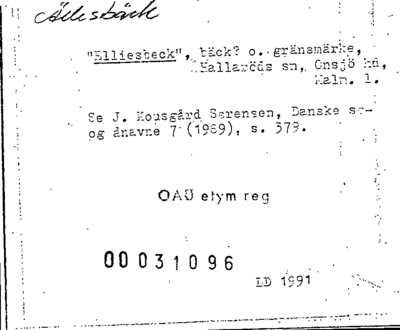 Ällesbäck
"Elliesbeck", bäck? o. gränsmärke,
Hallaröds sn, Onsjö hd,
Malm. l.
Se J. Kousgård Sørensen, Danske sø-
og ånavne 7 (1989), s. 379.
OAU etym reg
00031096
LD 1991